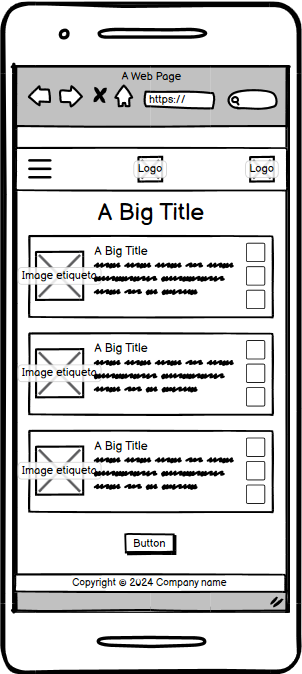 A Web Page
https://
Logo
Logo
A Big Title
A Big Title
Image etiqueta
A Big Title
Image etiqueta
A Big Title
Image etiqueta
Button
Copyright © 2024 Company name